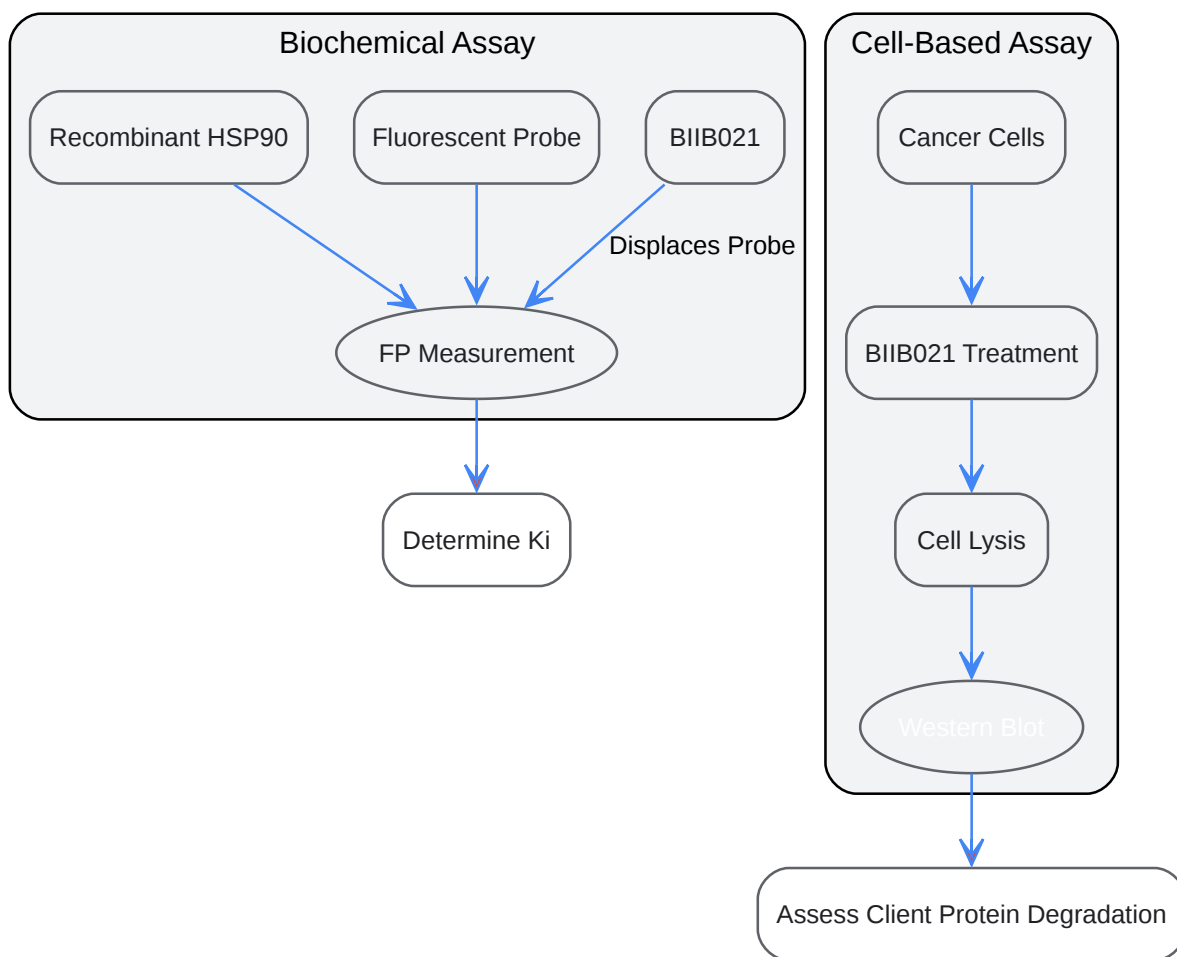 Biochemical Assay
Recombinant HSP90
Fluorescent Probe
BIIB021
Displaces Probe
FP Measurement
Determine Ki
Cell-Based Assay
Cancer Cells
BIIB021 Treatment
Cell Lysis
Western Blot
Assess Client Protein Degradation